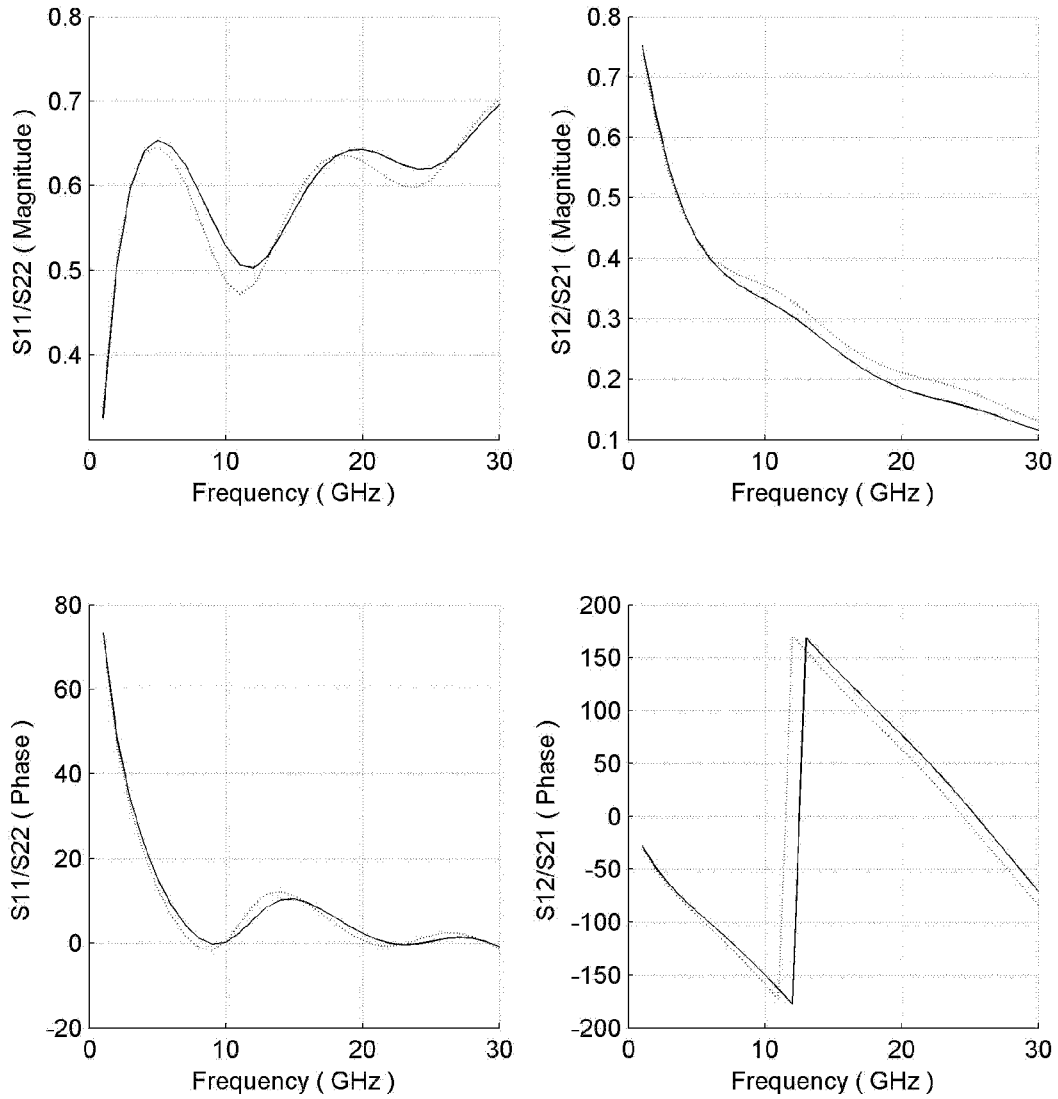 0.8
0.7
0.6
0.5
0.4
S11/S22 ( Magnitude )
0 10 20 30
Frequency ( GHz )
0.8
0.7
0.6
0.5
0.4
0.3
0.2
0.1
S12/S21 ( Magnitude )
0 10 20 30
Frequency ( GHz )
80
60
40
20
0
-20
S11/S22 ( Phase )
0 10 20 30
Frequency ( GHz )
200
150
100
50
0
-50
-100
-150
-200
S12/S21 ( Phase )
0 10 20 30
Frequency ( GHz )